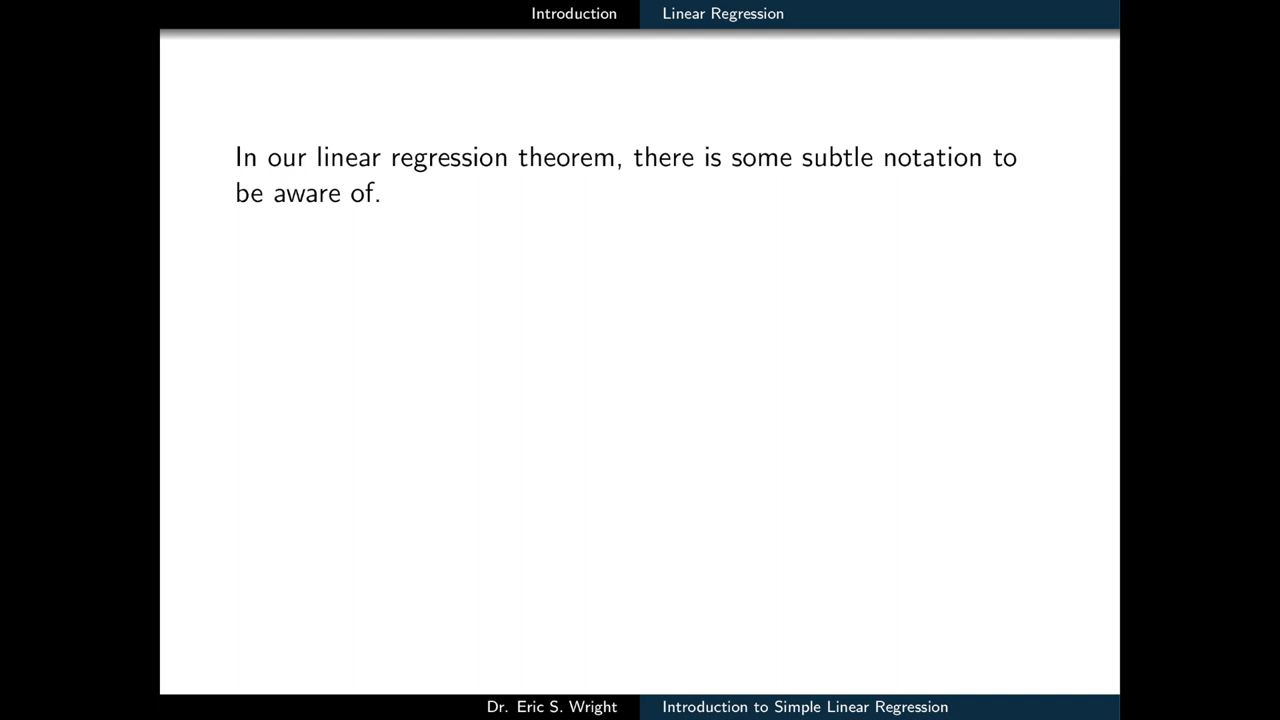 Introduction
Linear Regression
In our linear regression theorem, there is some subtle notation to
be aware of.
Dr. Eric S. Wright
Introduction to Simple Linear Regression